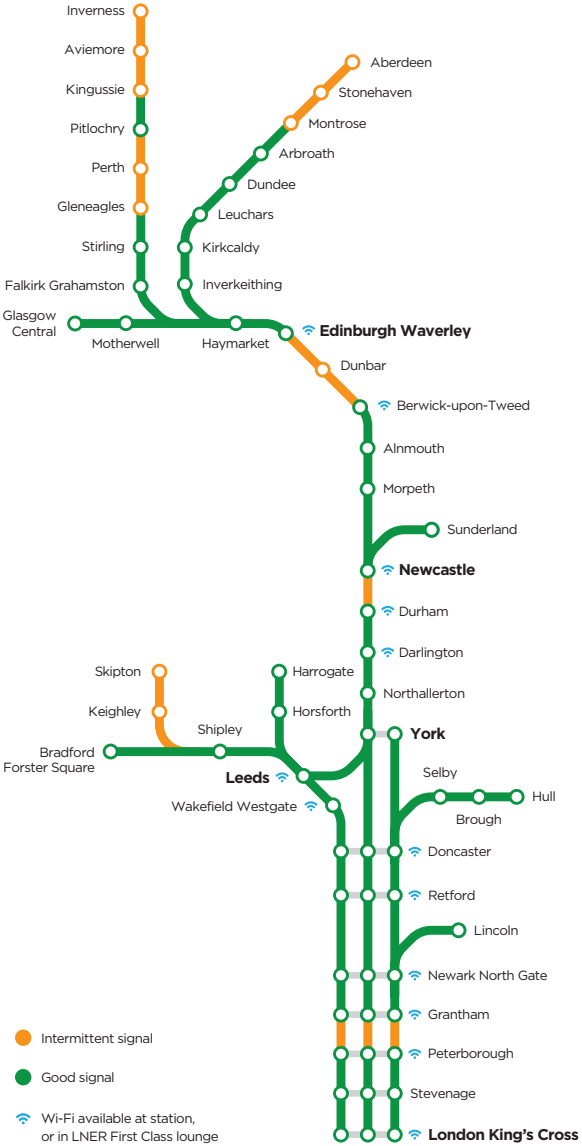 Inverness
Aviemore
Kingussie
Pitlochry
Perth
Gleneagles
Stirling
Falkirk Grahamston
Glasgow
Central
Motherwell
Haymarket
Aberdeen
Stonehaven
Montrose
Arbroath
Dundee
Leuchars
Kirkcaldy
Inverkeithing
Edinburgh Waverley
Dunbar
Berwick-upon-Tweed
Alnmouth
Morpeth
Sunderland
Newcastle
Durham
Darlington
Northallerton
York
Skipton
Keighley
Shipley
Bradford
Forster Square
Harrogate
Horsforth
Leeds
Wakefield Westgate
Selby
Brough
Hull
Doncaster
Retford
Lincoln
Newark North Gate
Grantham
Peterborough
Stevenage
London King's Cross
Intermittent signal
Good signal
Wi-Fi available at station,
or in LNER First Class lounge